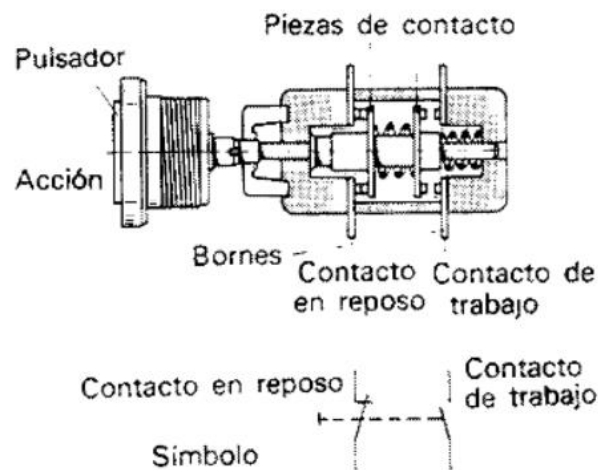 Piezas de contacto
Pulsador
Acción
Bornes
Contacto
en reposo
Contacto de
trabajo
Contacto en reposo
Contacto
de trabajo
Símbolo